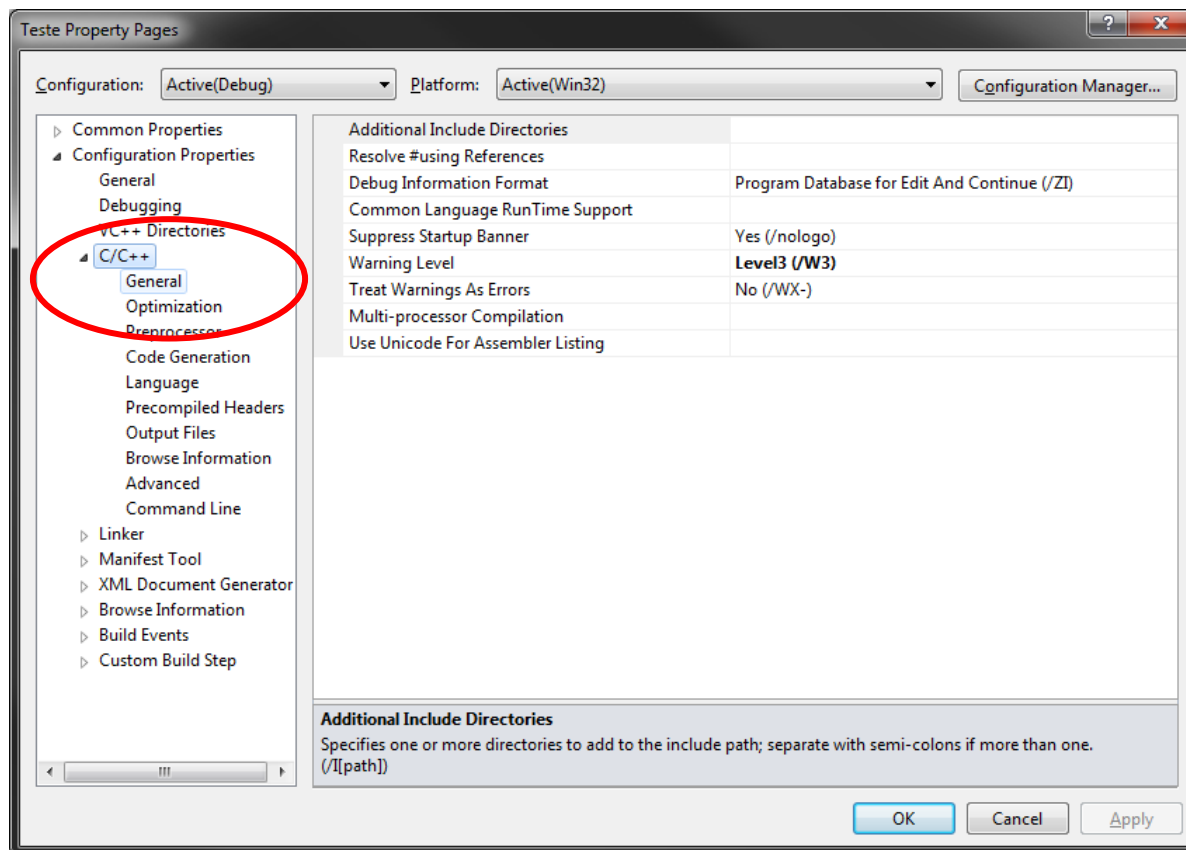 Teste Property Pages
Configuration: Active(Debug) Platform: Active(Win32) Configuration Manager...
Common Properties
Configuration Properties
General
Debugging
VC++ Directories
C/C++
General
Optimization
Preprocessor
Code Generation
Language
Precompiled Headers
Output Files
Browse Information
Advanced
Command Line
Linker
Manifest Tool
XML Document Generator
Browse Information
Build Events
Custom Build Step
Additional Include Directories
Resolve #using References
Debug Information Format Program Database for Edit And Continue (/ZI)
Common Language RunTime Support
Suppress Startup Banner Yes (/nologo)
Warning Level Level3 (/W3)
Treat Warnings As Errors No (/WX-)
Multi-processor Compilation
Use Unicode For Assembler Listing
Additional Include Directories
Specifies one or more directories to add to the include path; separate with semi-colons if more than one.
(/I[path])
OK Cancel Apply